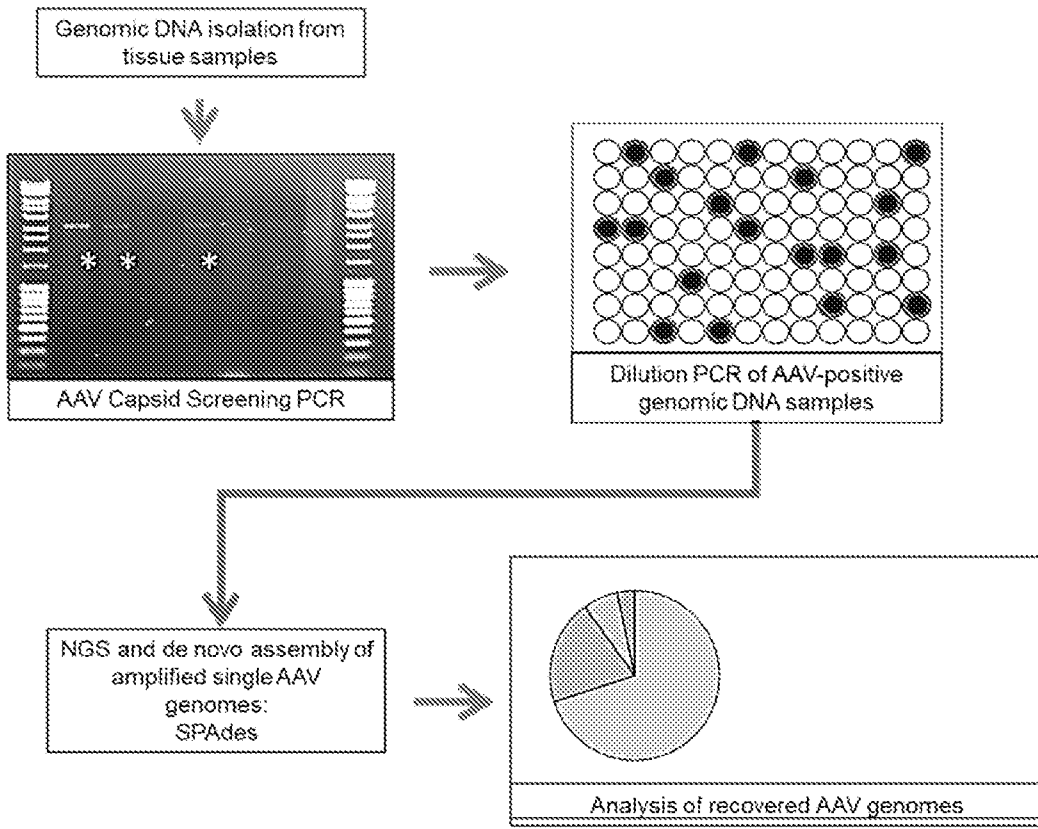 Genomic DNA isolation from
tissue samples
* * *
AAV Capsid Screening PCR
Dilution PCR of AAV-positive
genomic DNA samples
NGS and de novo assembly of
amplified single AAV
genomes:
SPAdes
Analysis of recovered AAV genomes